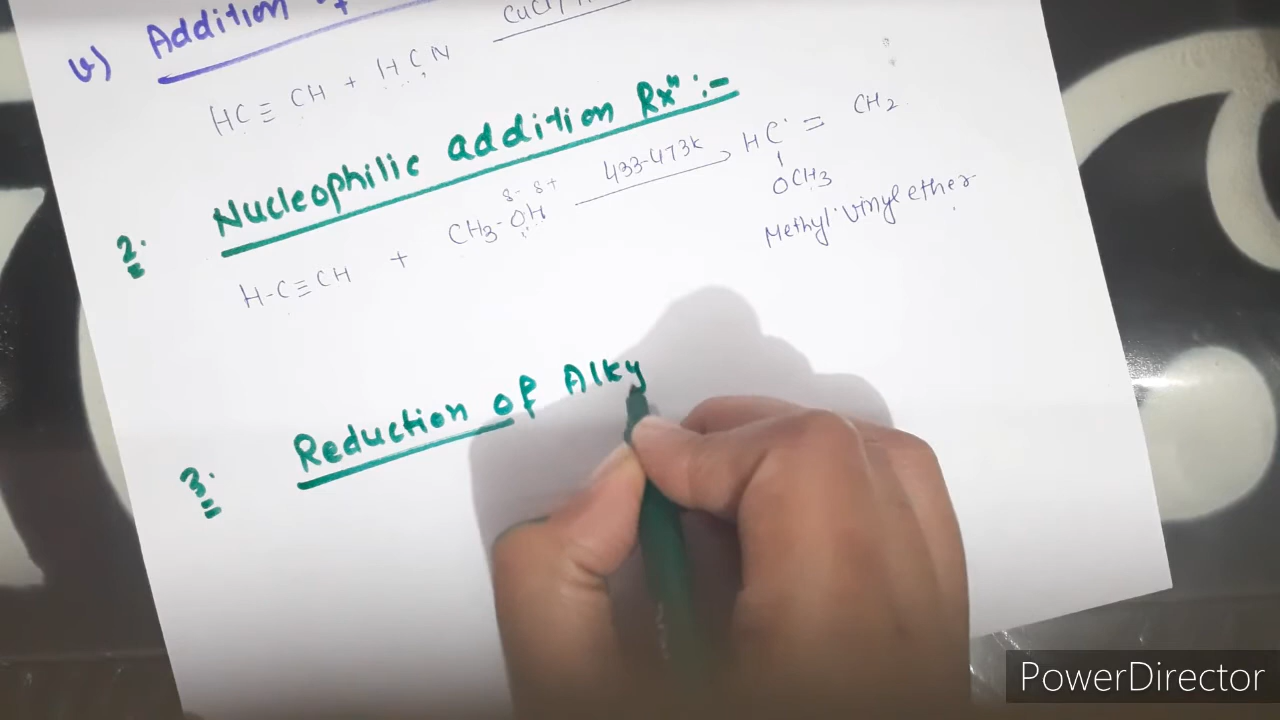 v) Addition
HC≡CH + HCN
2. Nucleophilic addition Rxⁿ :-
H-C≡CH + CH3-OH 433-473K HC = CH2
δ- δ+
OCH3
Methyl vinyl ether
3. Reduction of Alky
PowerDirector